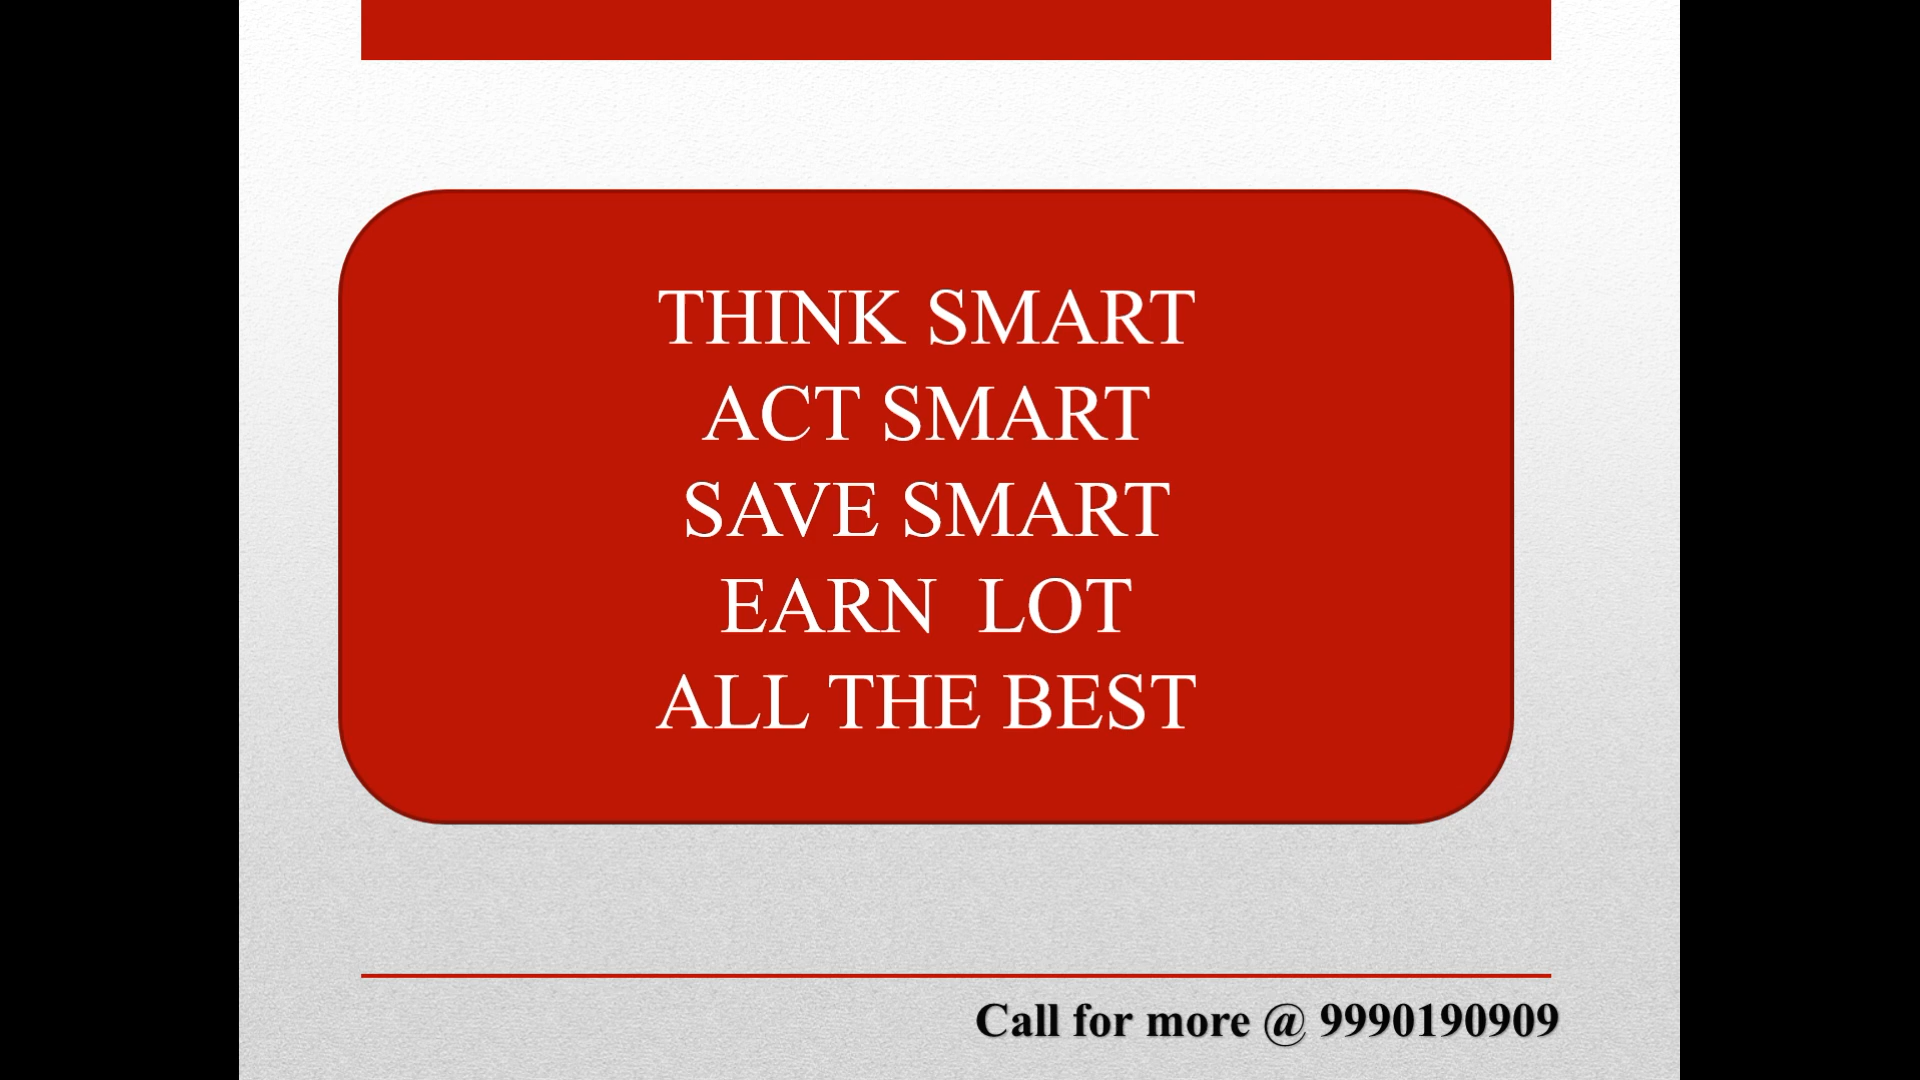 THINK SMART
ACT SMART
SAVE SMART
EARN  LOT
ALL THE BEST
Call for more @ 9990190909